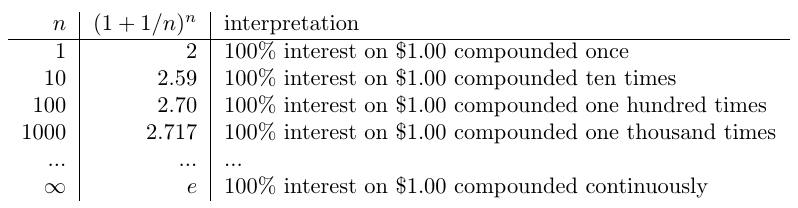 n (1 + 1/n)ⁿ interpretation
1 2 100% interest on $1.00 compounded once
10 2.59 100% interest on $1.00 compounded ten times
100 2.70 100% interest on $1.00 compounded one hundred times
1000 2.717 100% interest on $1.00 compounded one thousand times
... ... ...
∞ e 100% interest on $1.00 compounded continuously